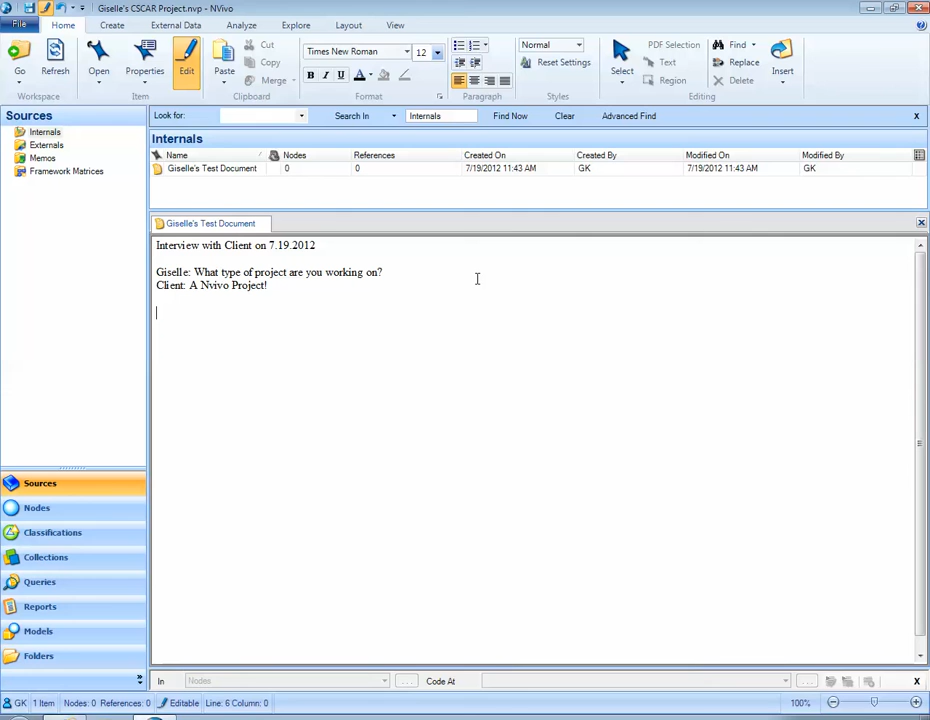 Giselle's CSCAR Project.nvp - NVivo
File Home Create External Data Analyze Explore Layout View
Go Refresh Open Properties Edit Paste Cut Copy Merge
Times New Roman 12
B I U A
Normal
Reset Settings
Select PDF Selection Text Region
Find Replace Delete Insert
Workspace Item Clipboard Format Paragraph Styles Editing
Sources
Internals
Externals
Memos
Framework Matrices
Look for: Search In Internals Find Now Clear Advanced Find x
Internals
Name Nodes References Created On Created By Modified On Modified By
Giselle's Test Document 0 0 7/19/2012 11:43 AM GK 7/19/2012 11:43 AM GK
Giselle's Test Document
Interview with Client on 7.19.2012
Giselle: What type of project are you working on?
Client: A Nvivo Project!
Sources
Nodes
Classifications
Collections
Queries
Reports
Models
Folders
In Nodes ... Code At ... x
GK 1 Item Nodes: 0 References: 0 Editable Line: 6 Column: 0 100%